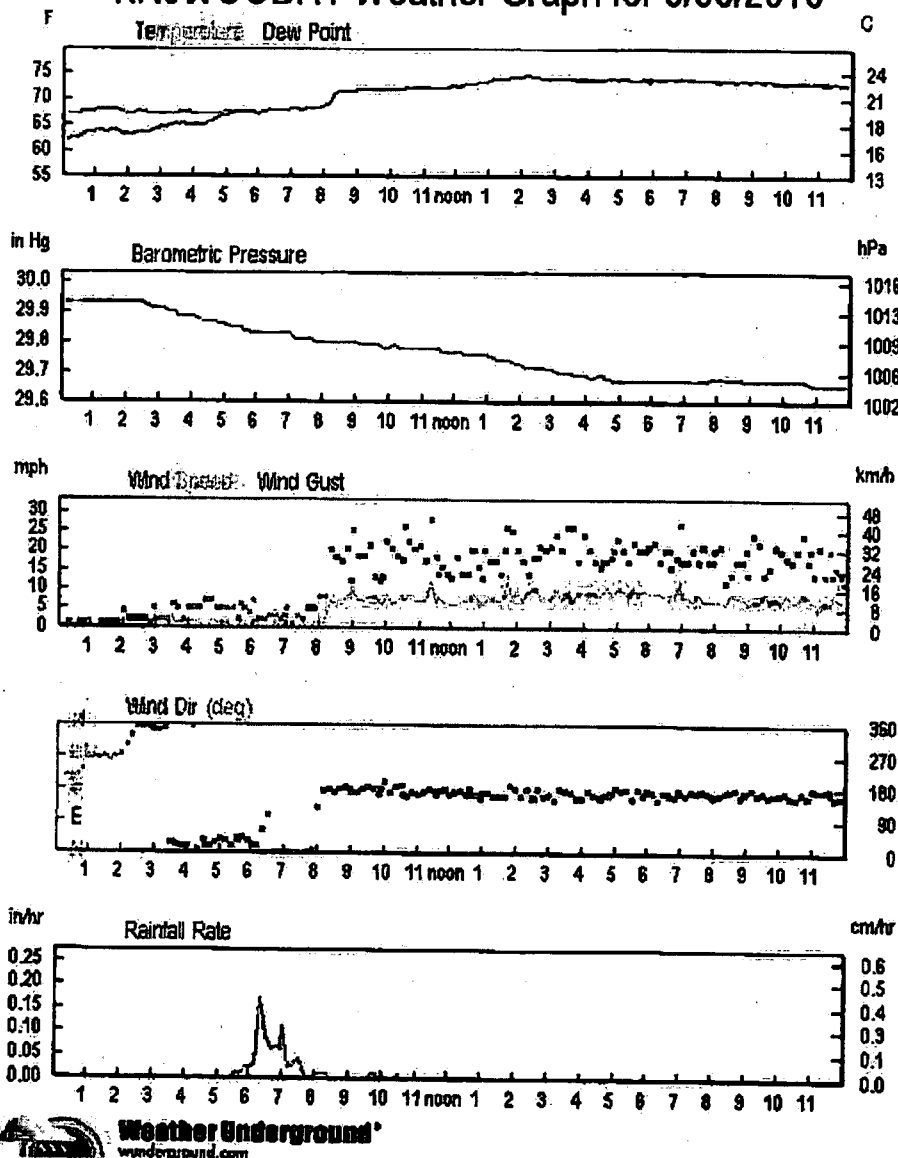 Weather Graph for
F Temperature Dew Point C
75 24
70 21
65 18
60 16
55 13
1 2 3 4 5 6 7 8 9 10 11 noon 1 2 3 4 5 6 7 8 9 10 11
in Hg Barometric Pressure hPa
30.0 1016
29.9 1013
29.8 1009
29.7 1006
29.6 1002
1 2 3 4 5 6 7 8 9 10 11 noon 1 2 3 4 5 6 7 8 9 10 11
mph Wind Speed Wind Gust km/h
30 48
25 40
20 32
15 24
10 16
5 8
0 0
1 2 3 4 5 6 7 8 9 10 11 noon 1 2 3 4 5 6 7 8 9 10 11
Wind Dir (deg)
360
270
180
E 90
0
1 2 3 4 5 6 7 8 9 10 11 noon 1 2 3 4 5 6 7 8 9 10 11
in/hr Rainfall Rate cm/hr
0.25 0.6
0.20 0.5
0.15 0.4
0.10 0.3
0.05 0.1
0.00 0.0
1 2 3 4 5 6 7 8 9 10 11 noon 1 2 3 4 5 6 7 8 9 10 11
Weather Underground
wunderground.com